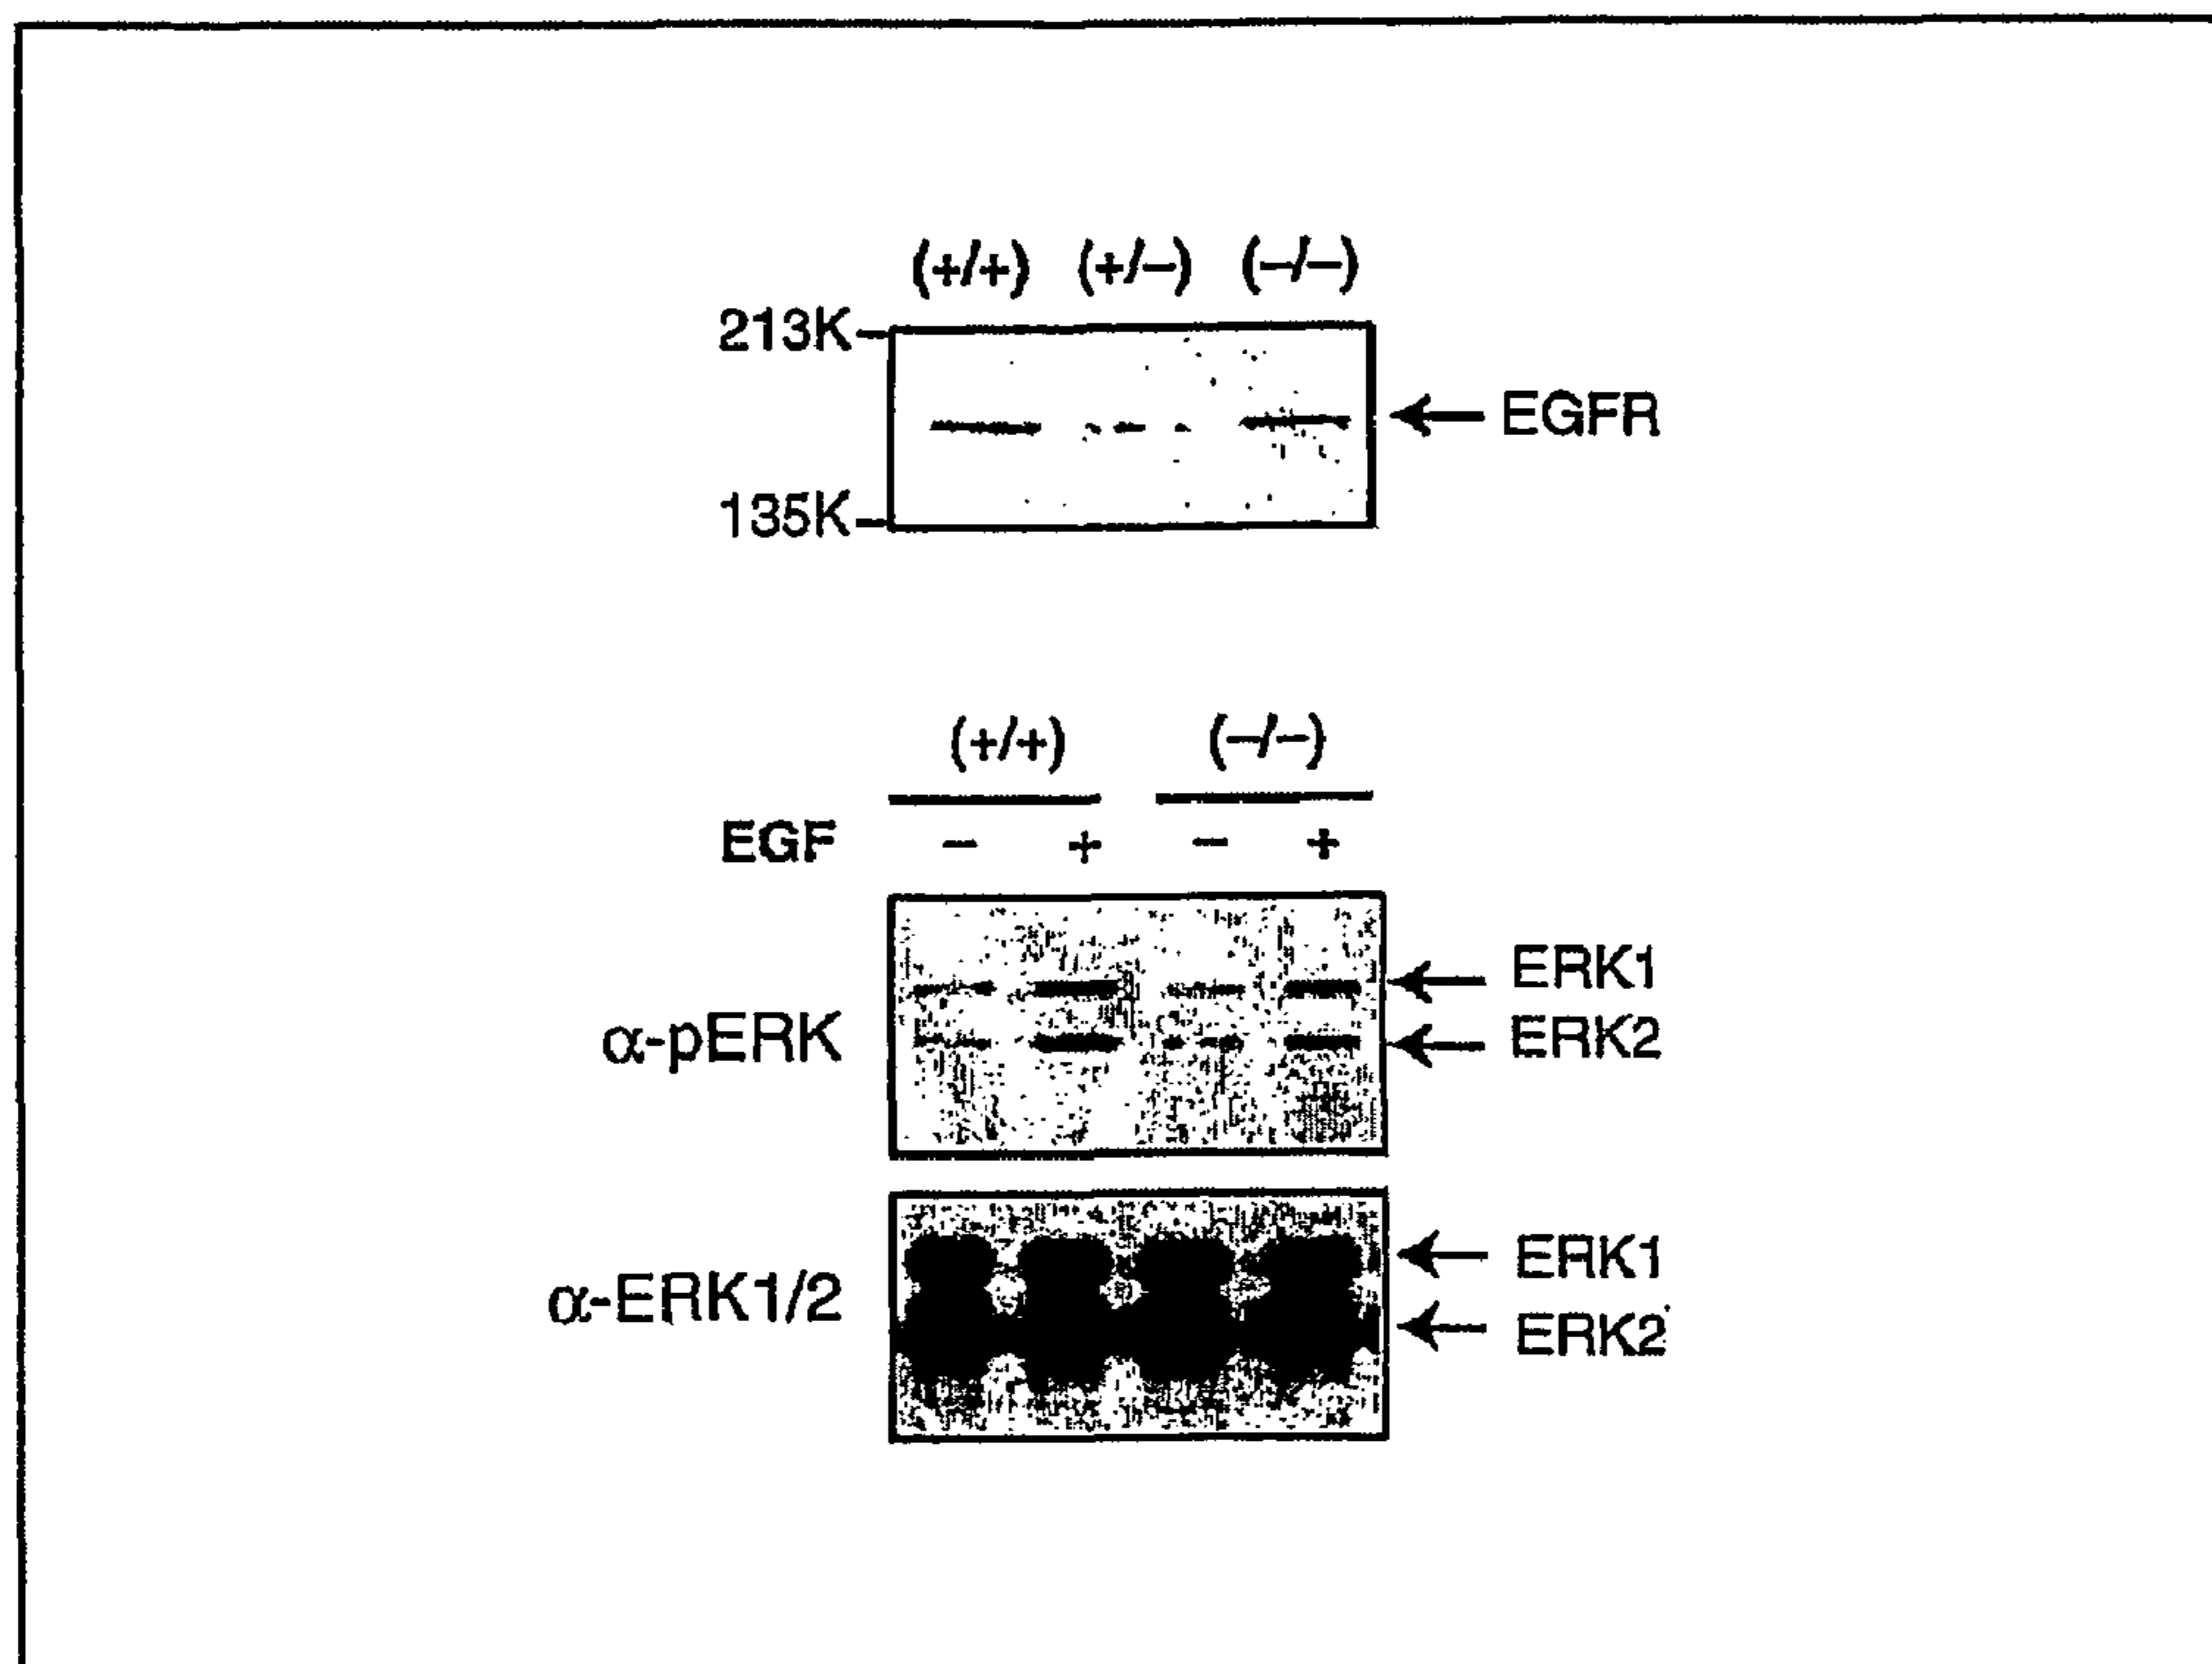 (+/+) (+/−) (−/−)
213K
EGFR
135K
(+/+) (−/−)
EGF − + − +
ERK1
α-pERK ERK2
ERK1
α-ERK1/2
ERK2